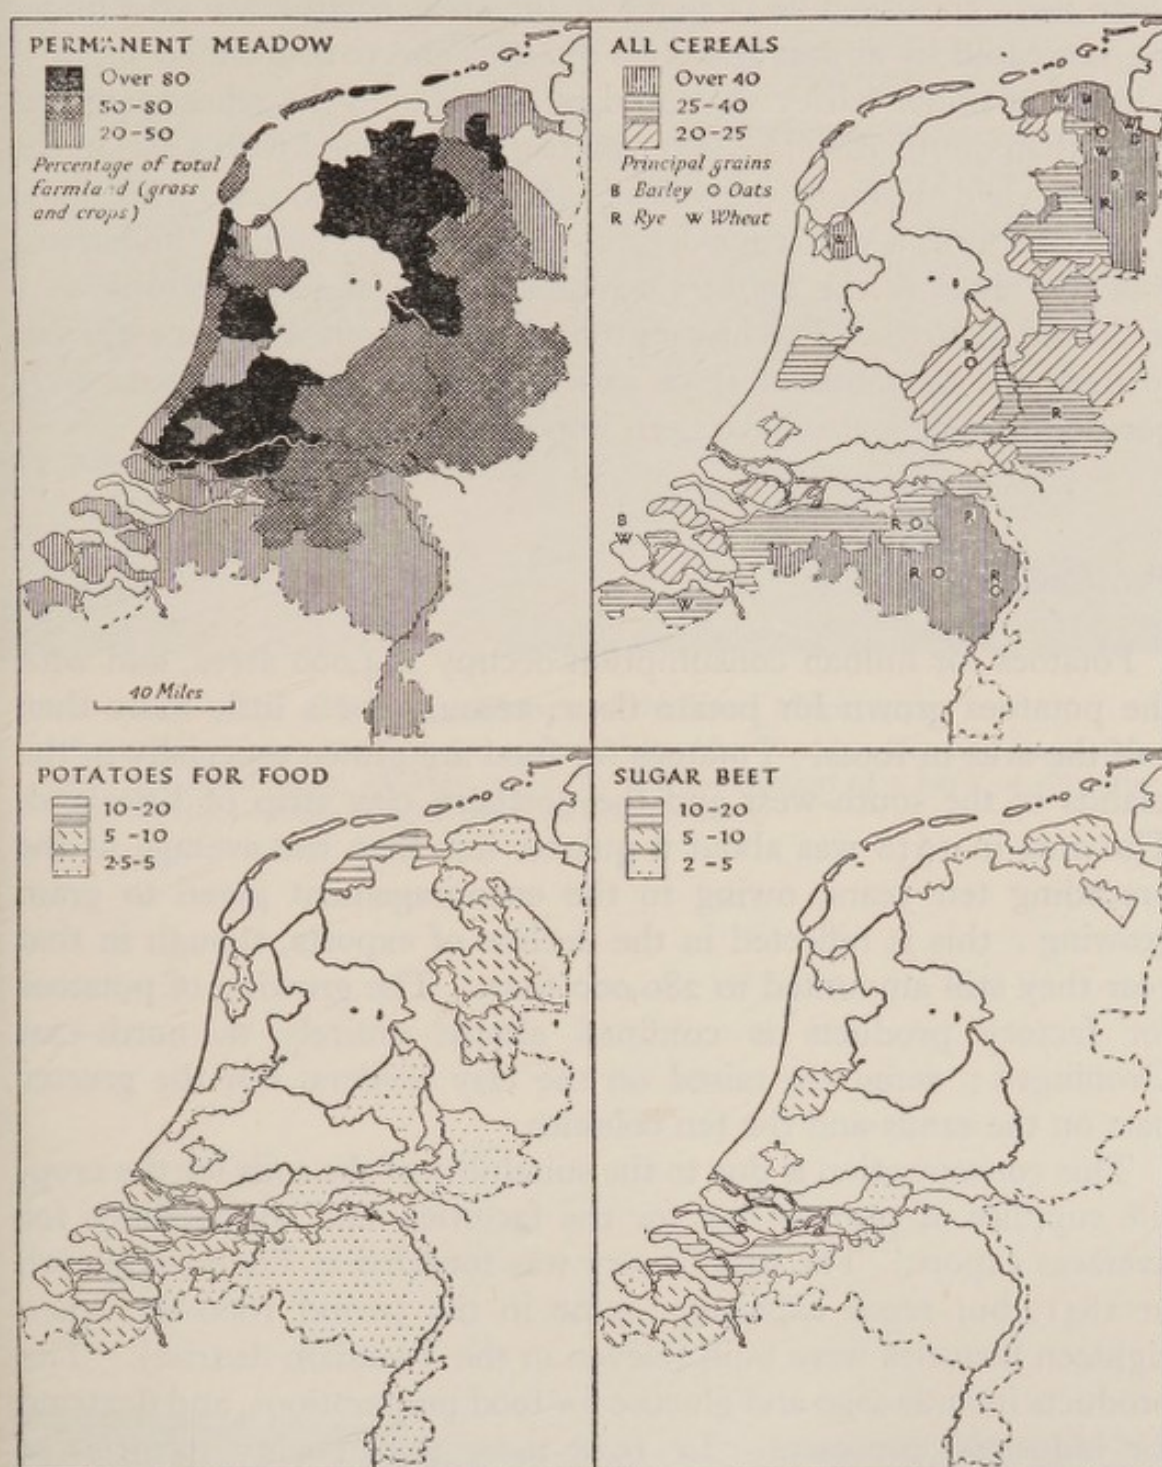 PERMANENT MEADOW
Over 80
50-80
20-50
Percentage of total
farmland (grass
and crops)
40 Miles
ALL CEREALS
Over 40
25-40
20-25
Principal grains
B Barley O Oats
R Rye W Wheat
W
O
W
R
R
R
R
O
R
R O
R
B
W
R O
R
O
W
POTATOES FOR FOOD
10-20
5-10
2·5-5
SUGAR BEET
10-20
5-10
2-5